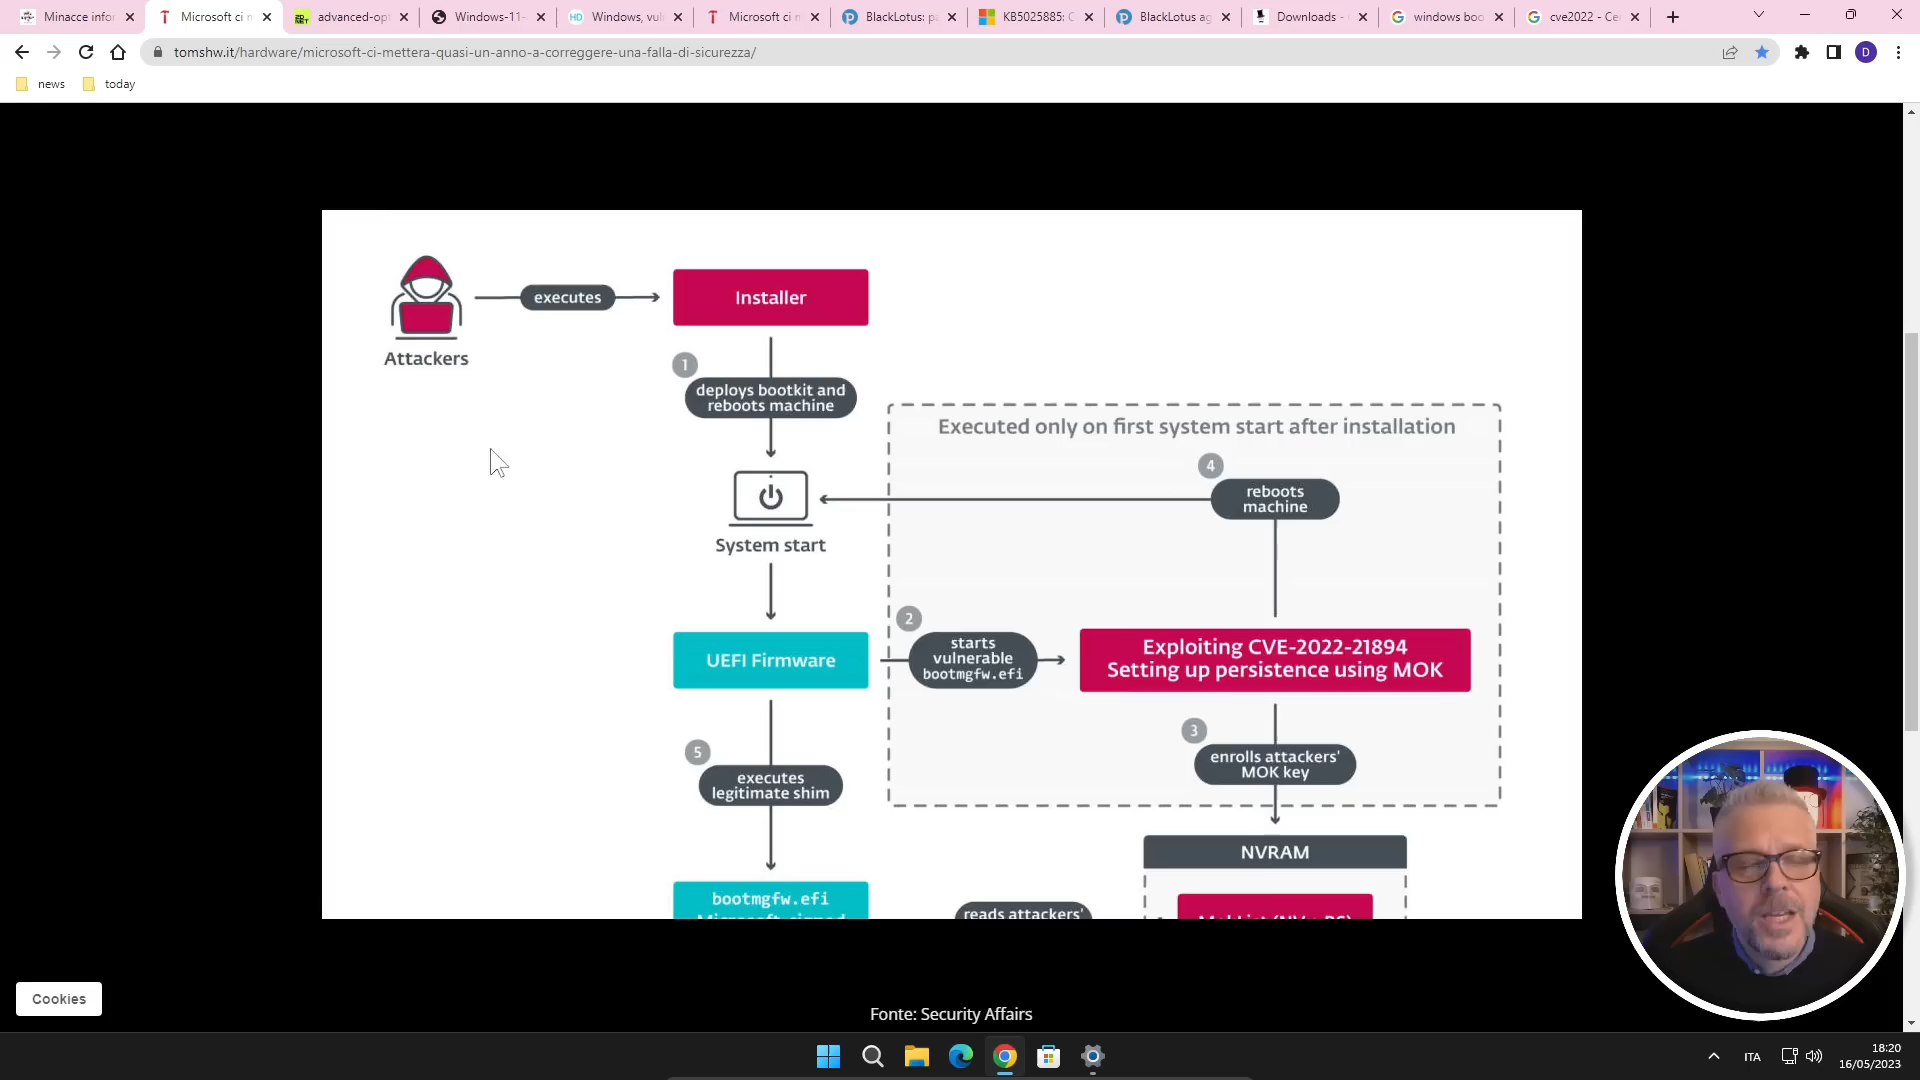 Minacce infor
Microsoft ci n
advanced-opt
Windows-11-
Windows, vul
Microsoft ci n
BlackLotus: pa
KB5025885: C
BlackLotus ag
Downloads -
windows boo
cve2022 - Ce
tomshw.it/hardware/microsoft-ci-mettera-quasi-un-anno-a-correggere-una-falla-di-sicurezza/
D
news
today
Attackers
executes
Installer
1
deploys bootkit and
reboots machine
Executed only on first system start after installation
4
reboots
machine
System start
2
starts
vulnerable
bootmgfw.efi
UEFI Firmware
Exploiting CVE-2022-21894
Setting up persistence using MOK
3
enrolls attackers'
MOK key
5
executes
legitimate shim
NVRAM
bootmgfw.efi
Microsoft-signed
reads attackers'
Cookies
Fonte: Security Affairs
ITA
18:20
16/05/2023